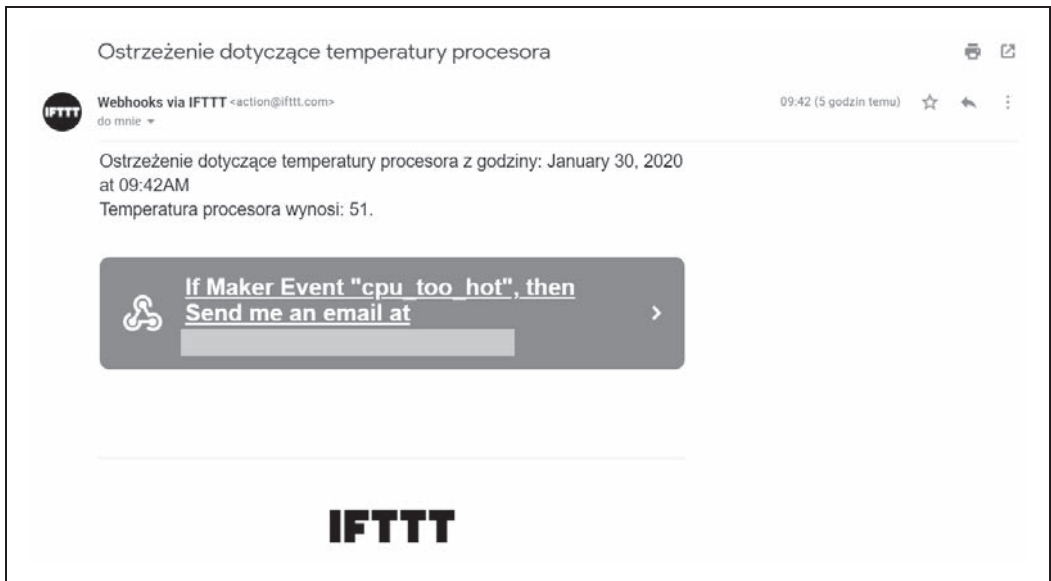 Ostrzeżenie dotyczące temperatury procesora
IFTTT
Webhooks via IFTTT <action@ifttt.com>
09:42 (5 godzin temu)
do mnie
Ostrzeżenie dotyczące temperatury procesora z godziny: January 30, 2020
at 09:42AM
Temperatura procesora wynosi: 51.
If Maker Event "cpu_too_hot", then
Send me an email at
IFTTT